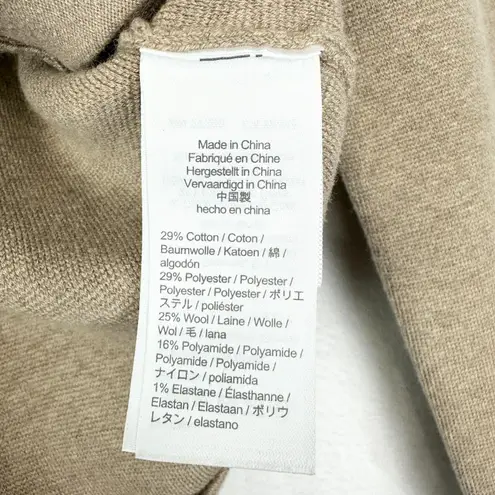 Made in China
Fabriqué en Chine
Hergestellt in China
Vervaardigd in China
中国製
hecho en china
29% Cotton / Coton /
Baumwolle / Katoen / 綿 /
algodón
29% Polyester / Polyester /
Polyester / Polyester / ポリエ
ステル / poliéster
25% Wool / Laine / Wolle /
Wol / 毛 / lana
16% Polyamide / Polyamide /
Polyamide / Polyamide /
ナイロン / poliamida
1% Elastane / Élasthanne /
Elastan / Elastaan / ポリウ
レタン / elastano